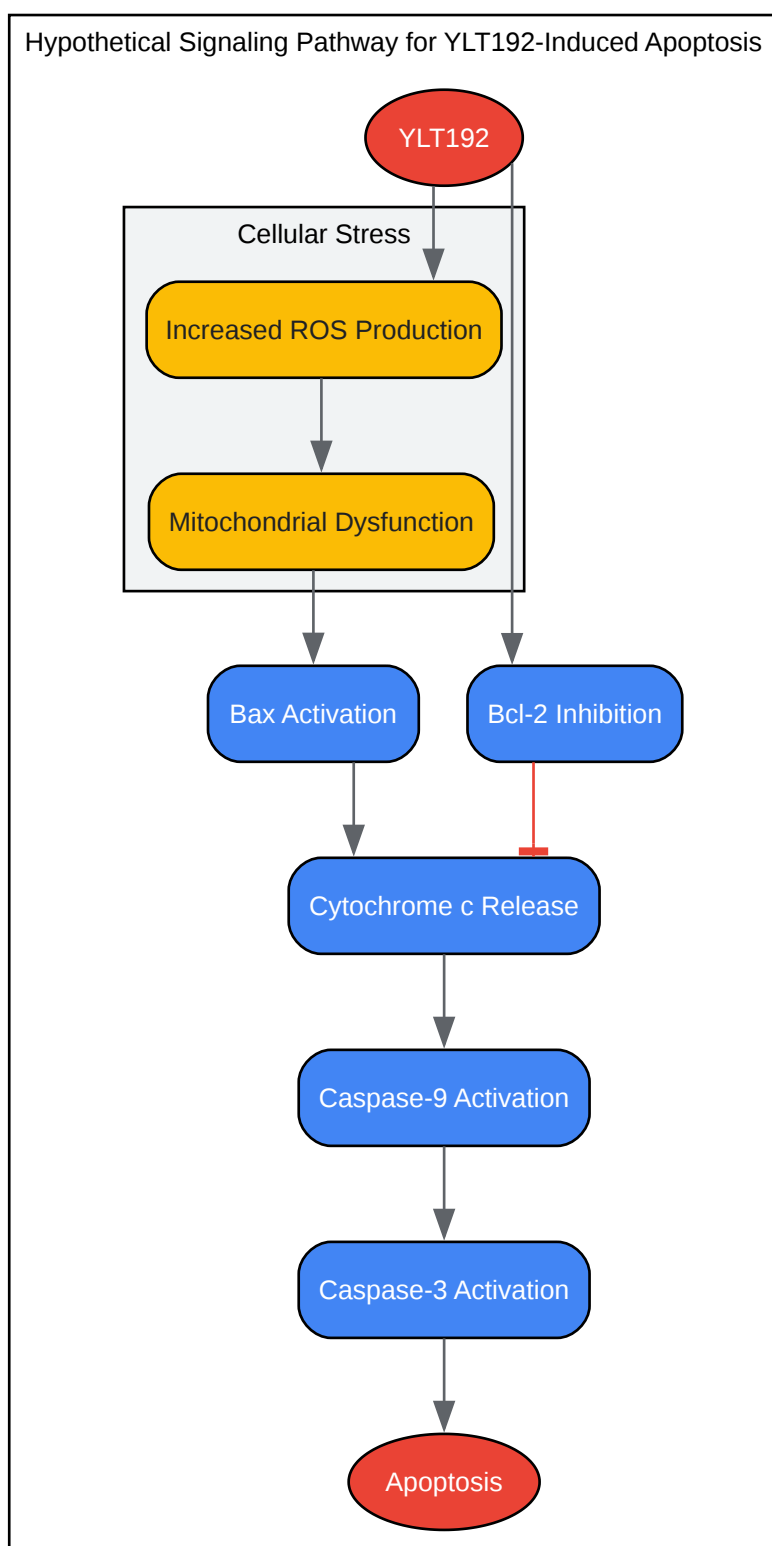 Hypothetical Signaling Pathway for YLT192-Induced Apoptosis
YLT192
Cellular Stress
Increased ROS Production
Mitochondrial Dysfunction
Bax Activation
Bcl-2 Inhibition
Cytochrome c Release
Caspase-9 Activation
Caspase-3 Activation
Apoptosis